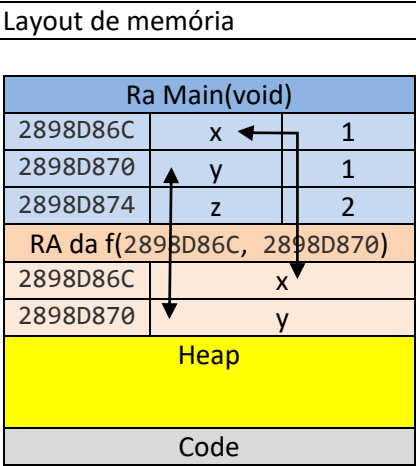 Layout de memória
Ra Main(void)
2898D86C x 1
2898D870 y 1
2898D874 z 2
RA da f(2898D86C, 2898D870)
2898D86C x
2898D870 y
Heap
Code